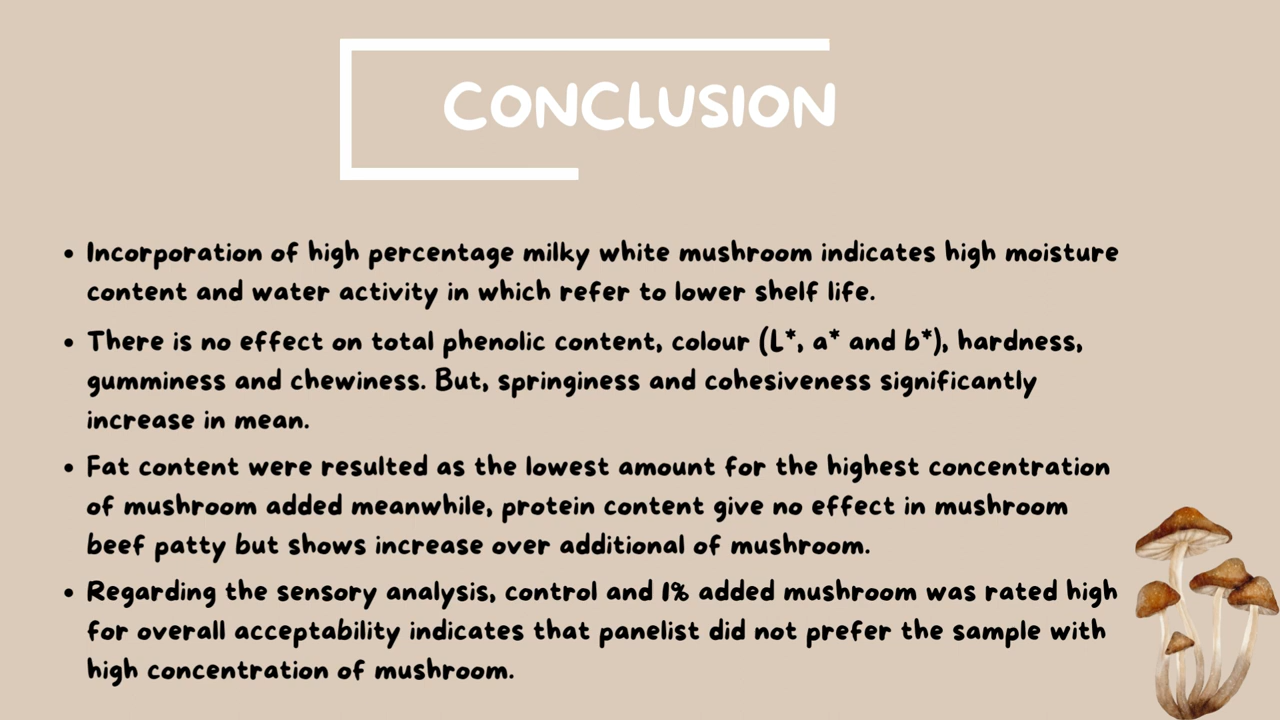 CONCLUSION
• Incorporation of high percentage milky white mushroom indicates high moisture
content and water activity in which refer to lower shelf life.
• There is no effect on total phenolic content, colour (L*, a* and b*), hardness,
gumminess and chewiness. But, springiness and cohesiveness significantly
increase in mean.
• Fat content were resulted as the lowest amount for the highest concentration
of mushroom added meanwhile, protein content give no effect in mushroom
beef patty but shows increase over additional of mushroom.
• Regarding the sensory analysis, control and 1% added mushroom was rated high
for overall acceptability indicates that panelist did not prefer the sample with
high concentration of mushroom.